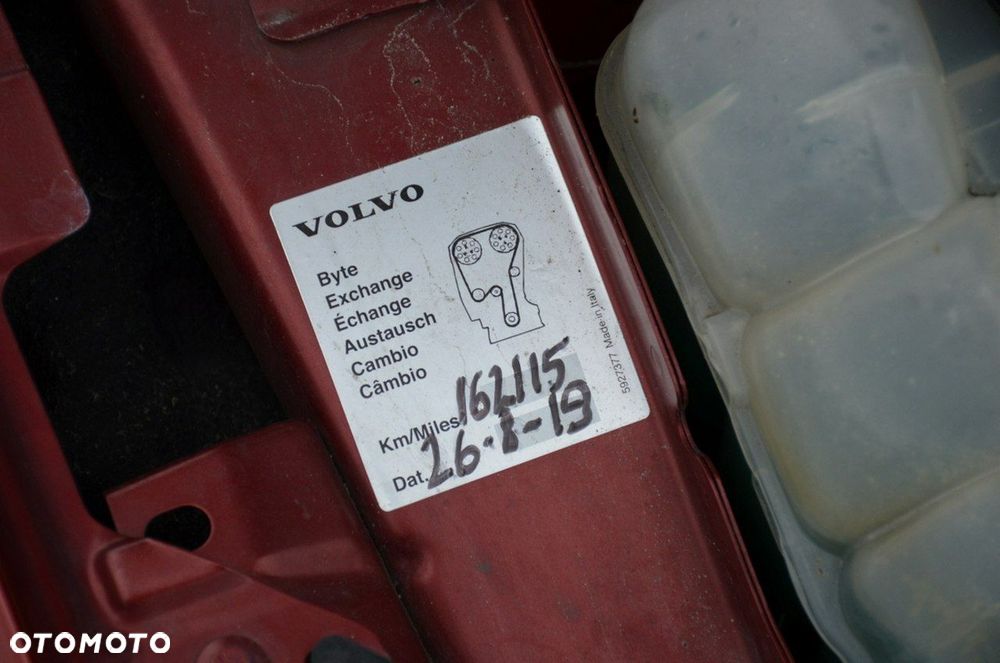 VOLVO
Byte
Exchange
Échange
Austausch
Cambio
Câmbio
Km/Miles 162115
Dat. 26-8-19
5927377 Made in Italy
OTOMOTO